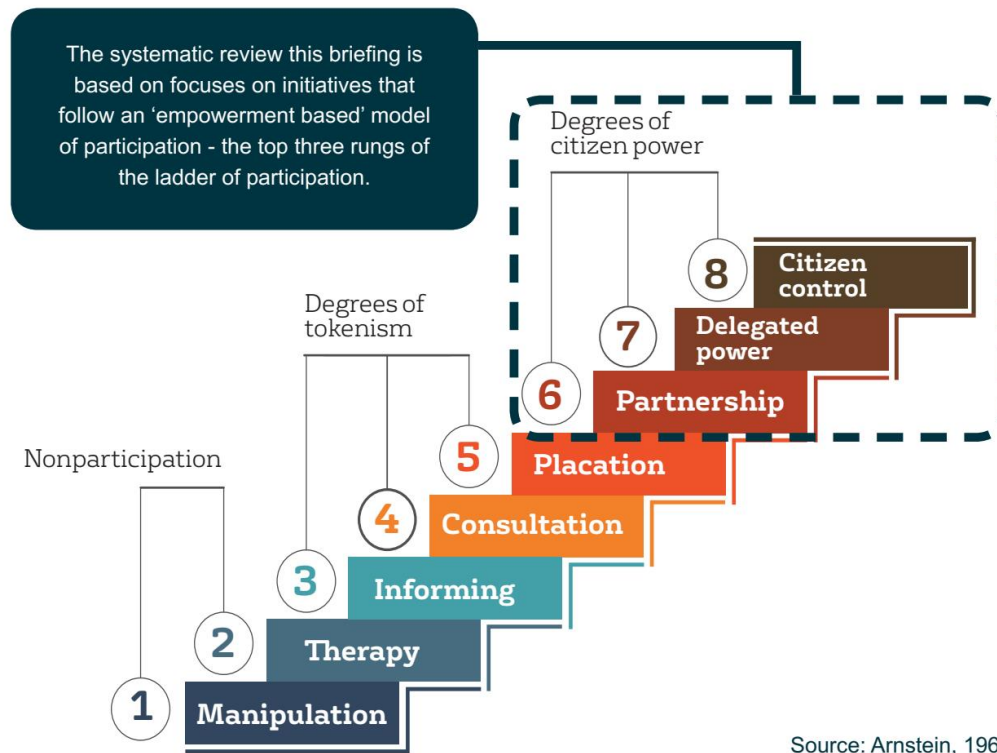 The systematic review this briefing is
based on focuses on initiatives that
follow an ‘empowerment based’ model
of participation - the top three rungs of
the ladder of participation.
Degrees of
citizen power
8
Citizen
control
Degrees of
tokenism
7
Delegated
power
6
Partnership
Nonparticipation
5
Placation
4
Consultation
3
Informing
2
Therapy
1
Manipulation
Source: Arnstein, 196